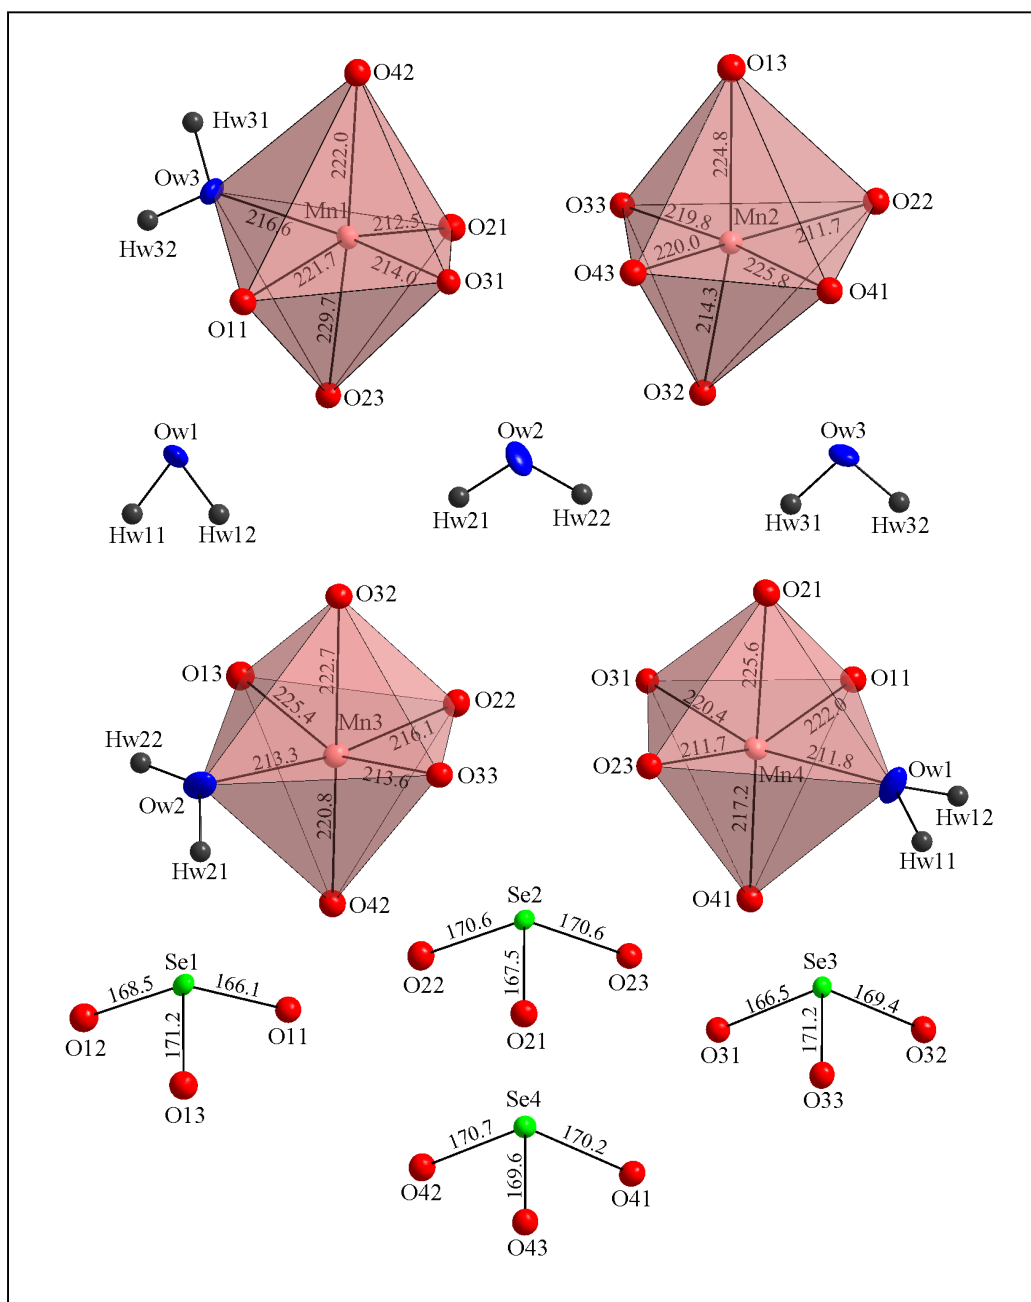 O42
Hw31
222.0
Ow3
Mn1
212.5
O21
216.6
Hw32
221.7
214.0
O31
O11
229.7
O23
O13
224.8
O33
219.8
Mn2
O22
211.7
220.0
225.8
O43
O41
214.3
O32
Ow1
Hw11
Hw12
Ow2
Hw21
Hw22
Ow3
Hw31
Hw32
O32
O13
222.7
225.4
Mn3
O22
216.1
Hw22
213.3
213.6
O33
Ow2
220.8
Hw21
O42
O21
225.6
O31
O11
220.4
222.0
211.7
211.8
O23
Mn4
Ow1
217.2
Hw12
Hw11
O41
Se2
170.6
170.6
167.5
O22
O23
O21
Se1
168.5
166.1
171.2
O12
O11
O13
Se3
166.5
169.4
171.2
O31
O32
O33
Se4
170.7
170.2
169.6
O42
O41
O43